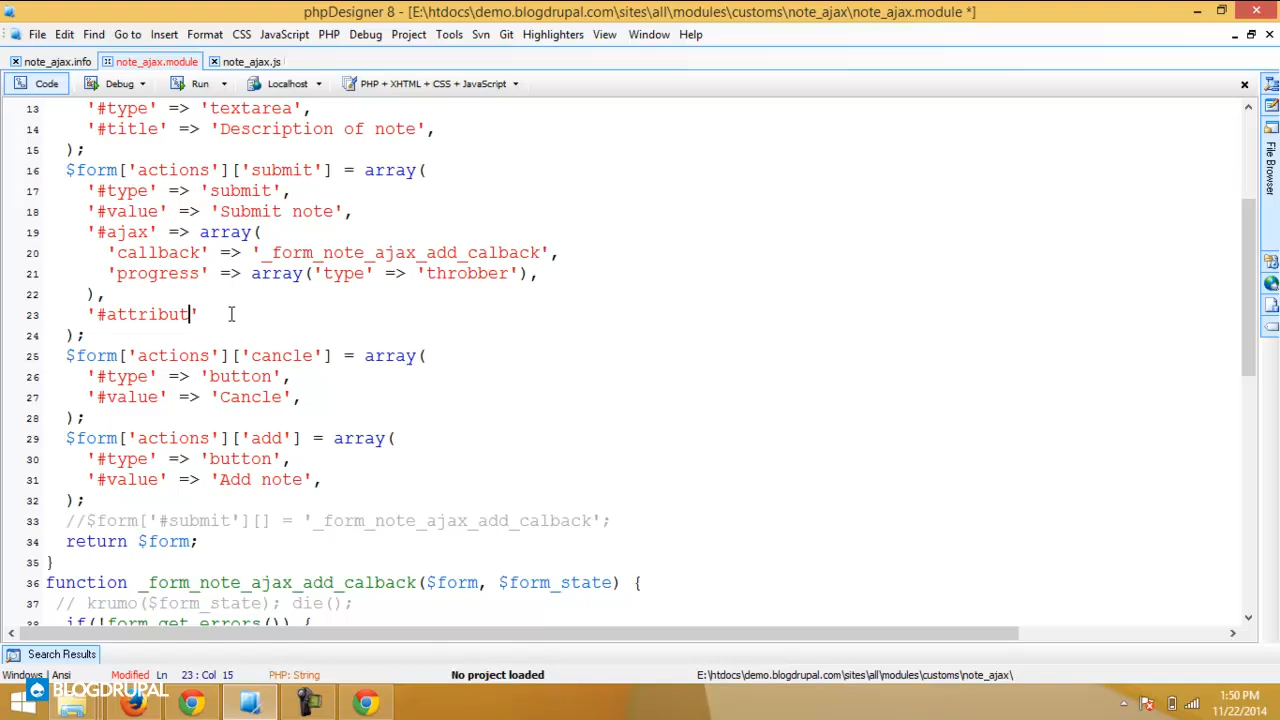 phpDesigner 8 - [E:\htdocs\demo.blogdrupal.com\sites\all\modules\customs\note_ajax\note_ajax.module *]
File Edit View Go to Insert Format CSS JavaScript PHP Debug Project Tools Svn Git Highlighters View Window Help
note_ajax.info note_ajax.module note_ajax.js
Code Debug Run Localhost PHP + XHTML + CSS + JavaScript
13 '#type' => 'textarea',
14 '#title' => 'Description of note',
15 );
16 $form['actions']['submit'] = array(
17 '#type' => 'submit',
18 '#value' => 'Submit note',
19 '#ajax' => array(
20 'callback' => '_form_note_ajax_add_calback',
21 'progress' => array('type' => 'throbber'),
22 ),
23 '#attribut'
24 );
25 $form['actions']['cancle'] = array(
26 '#type' => 'button',
27 '#value' => 'Cancle',
28 );
29 $form['actions']['add'] = array(
30 '#type' => 'button',
31 '#value' => 'Add note',
32 );
33 //$form['#submit'][] = '_form_note_ajax_add_calback';
34 return $form;
35 }
36 function _form_note_ajax_add_calback($form, $form_state) {
37 // krumo($form_state); die();
38 if(!form_get_errors()) {
File Browser
Search Results
Windows | Ansi Modified 23 : Col 15 PHP: String No project loaded E:\htdocs\demo.blogdrupal.com\sites\all\modules\customs\note_ajax\
BLOGDRUPAL
1:50 PM
11/22/2014